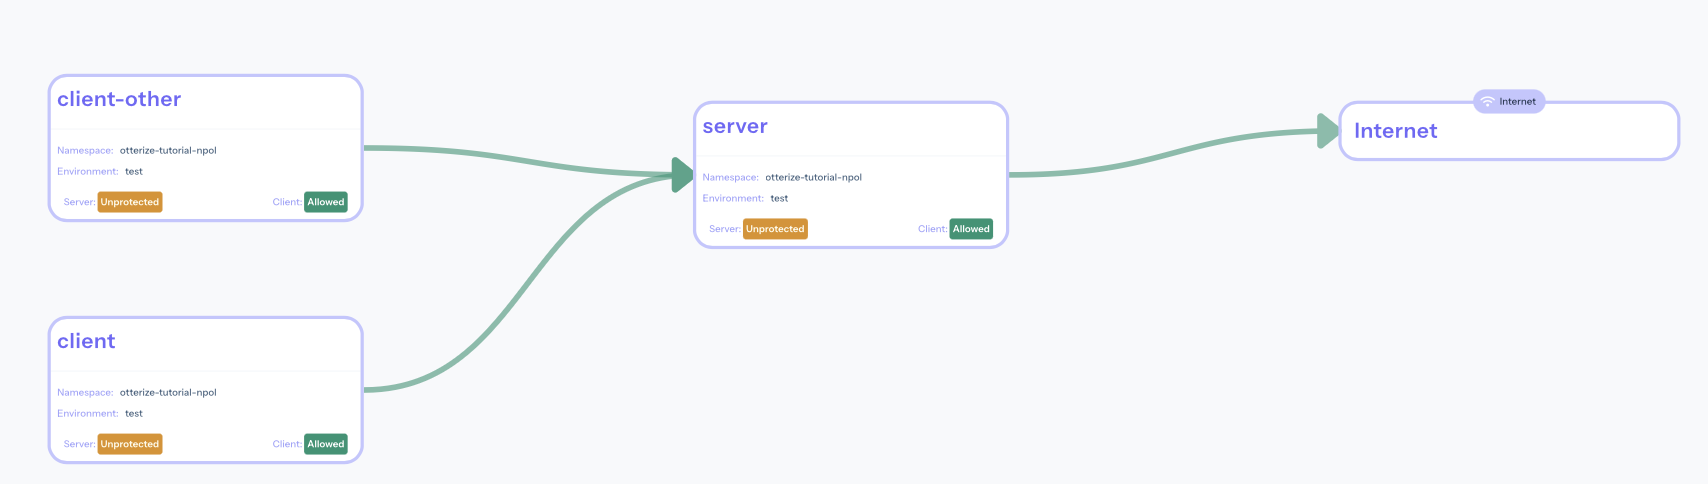 client-other
Namespace: otterize-tutorial-npol
Environment: test
Server: Unprotected Client: Allowed
client
Namespace: otterize-tutorial-npol
Environment: test
Server: Unprotected Client: Allowed
server
Namespace: otterize-tutorial-npol
Environment: test
Server: Unprotected Client: Allowed
Internet
Internet